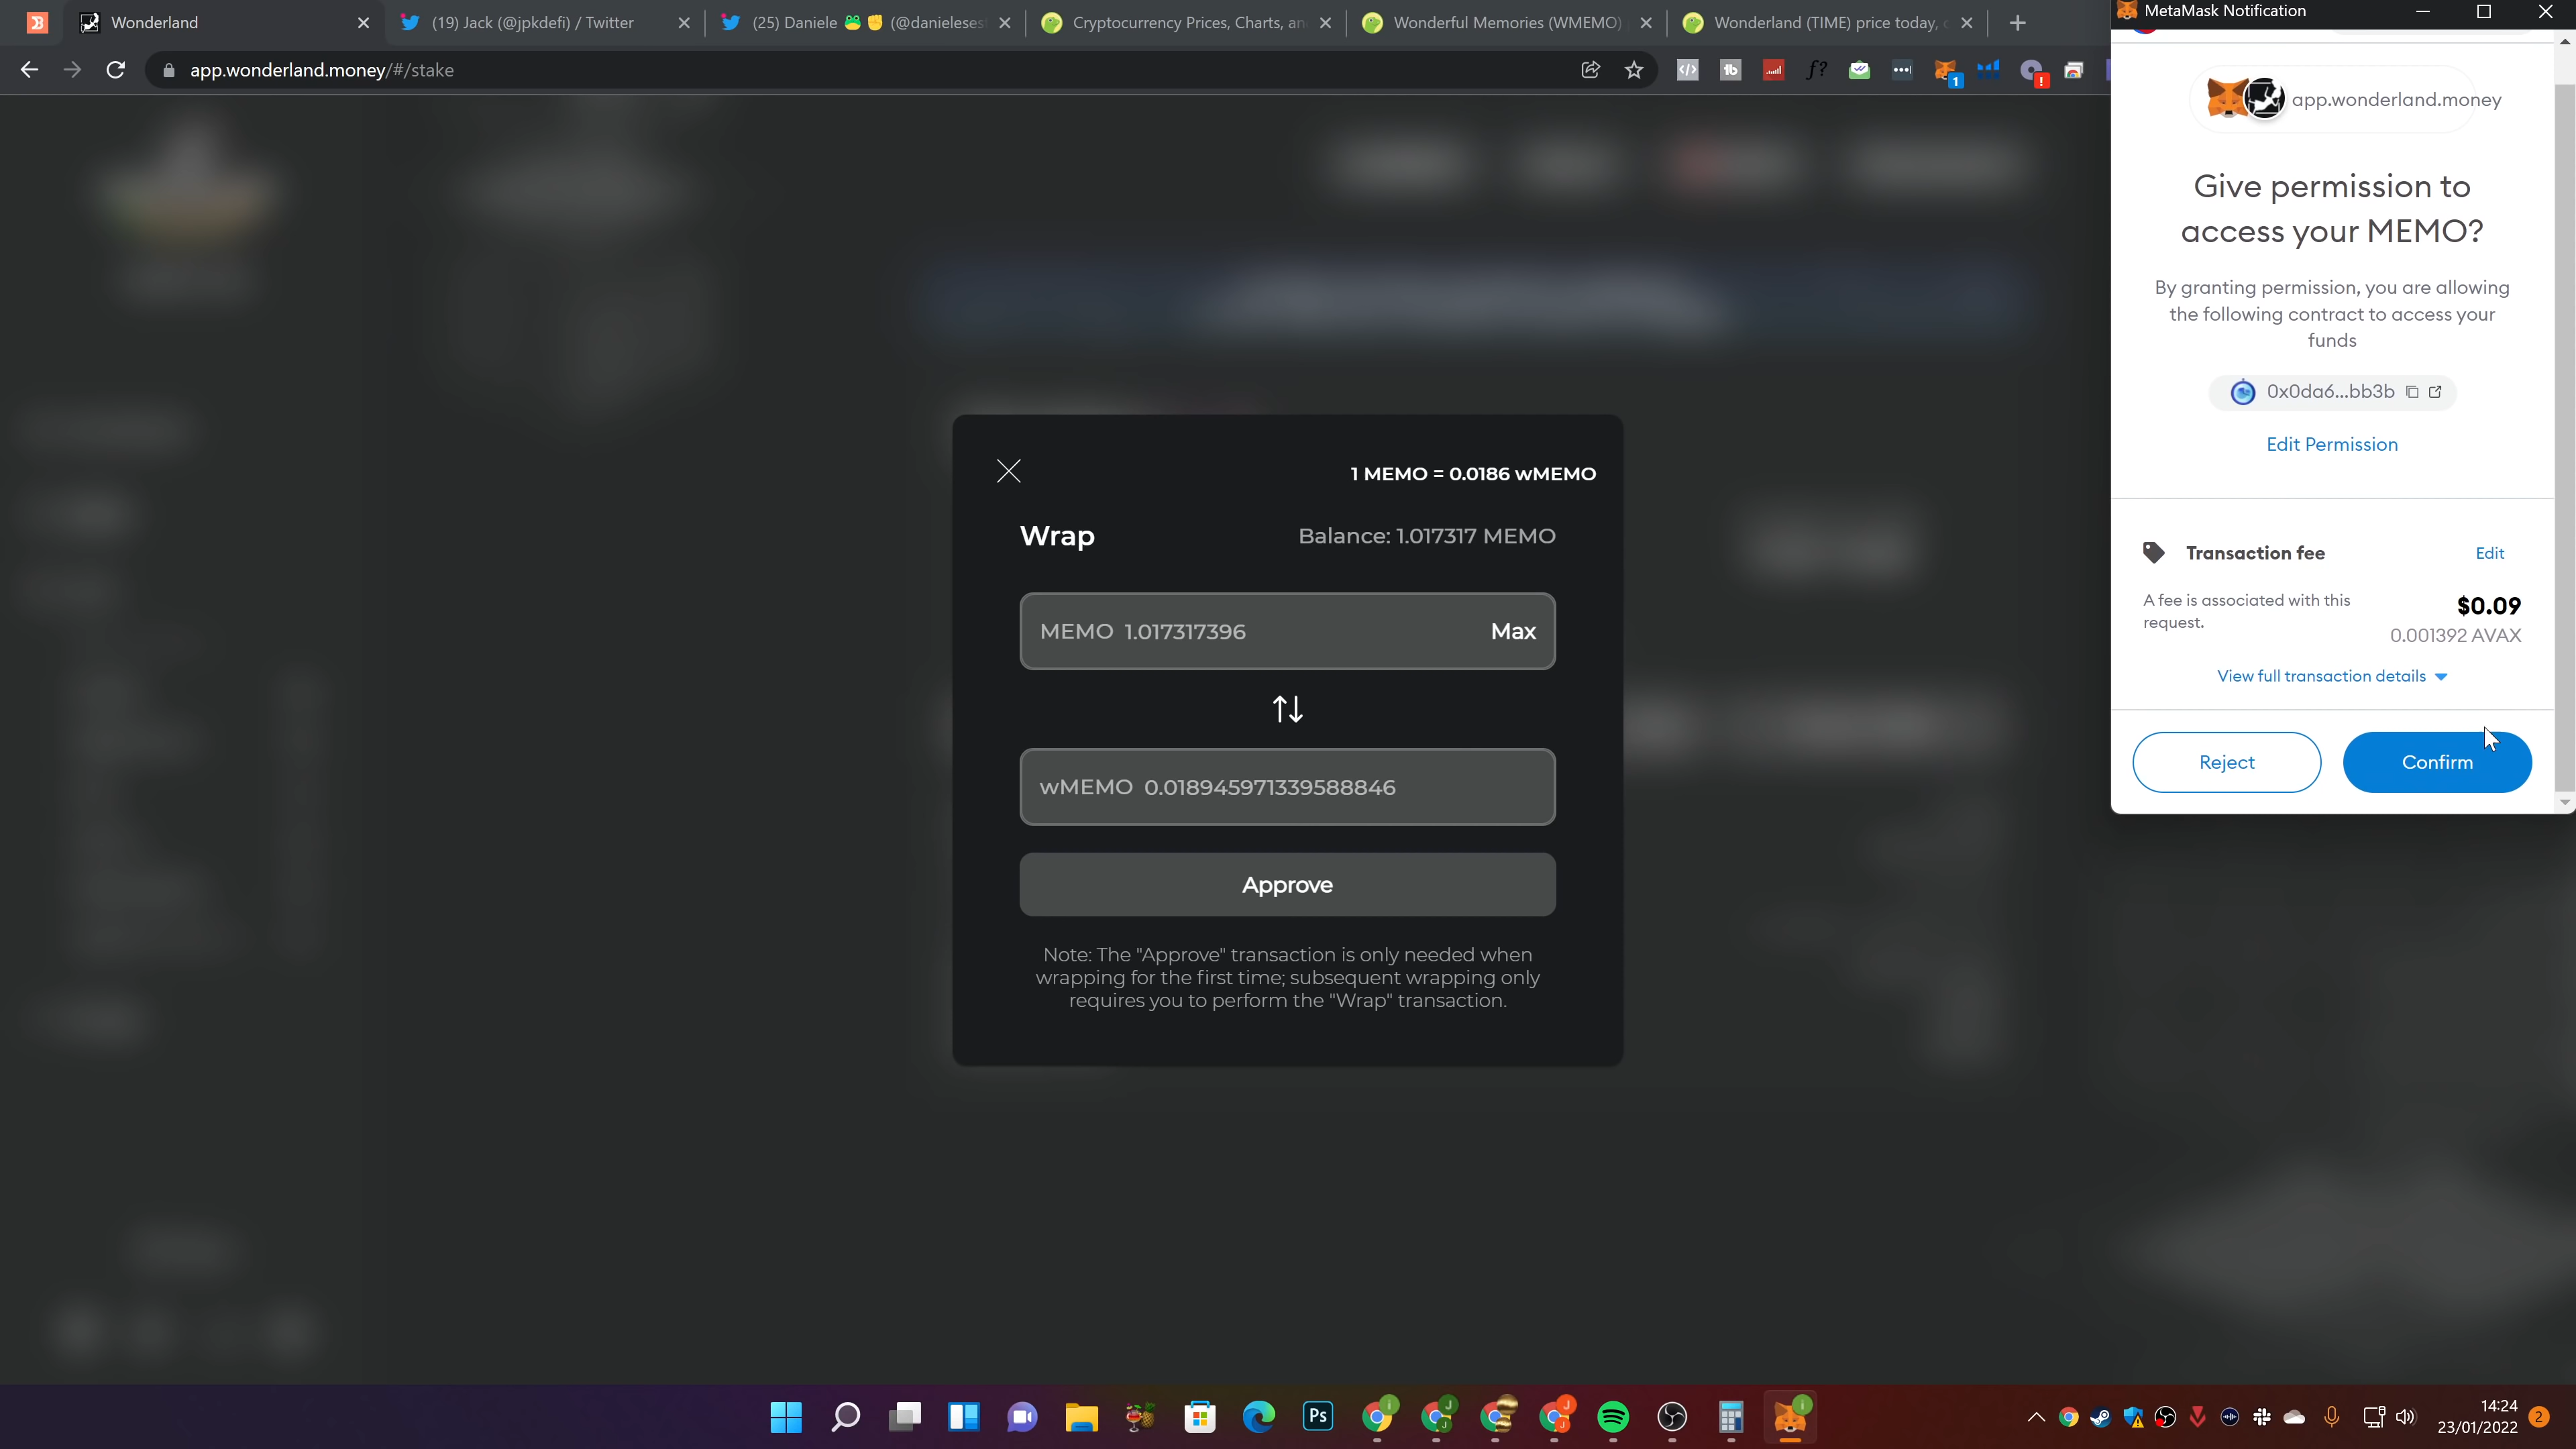 Wonderland
(19) Jack (@jpkdefi) / Twitter
(25) Daniele 🐸 ✊ (@danielesest
Cryptocurrency Prices, Charts, an
Wonderful Memories (WMEMO)
Wonderland (TIME) price today,
app.wonderland.money/#/stake
MetaMask Notification
app.wonderland.money
Give permission to
access your MEMO?
By granting permission, you are allowing
the following contract to access your
funds
0x0da6...bb3b
Edit Permission
Transaction fee
Edit
A fee is associated with this
request.
$0.09
0.001392 AVAX
View full transaction details
Reject
Confirm
1 MEMO = 0.0186 wMEMO
Wrap
Balance: 1.017317 MEMO
MEMO 1.017317396
Max
wMEMO 0.018945971339588846
Approve
Note: The "Approve" transaction is only needed when
wrapping for the first time; subsequent wrapping only
requires you to perform the "Wrap" transaction.
Ps
14:24
23/01/2022
2